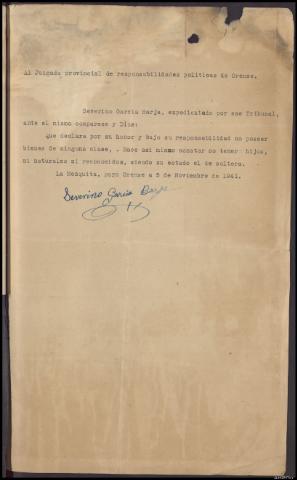 Al Juzgado provincial de responsabilidades politicas de Orense.
Severino Garcia Barja, expedientado por ese Tribunal,
ante el mismo comparece y Dice:
Que declara por su honor y bajo su responsabilidad no poseer
bienes de ninguna clase, . Hace asi mismo constar no tener hijos,
ni naturales ni reconocidos, siendo su estado el de soltero.
La Mezquita, para Orense a 5 de Noviembre de 1941.
Severino Garcia Barja